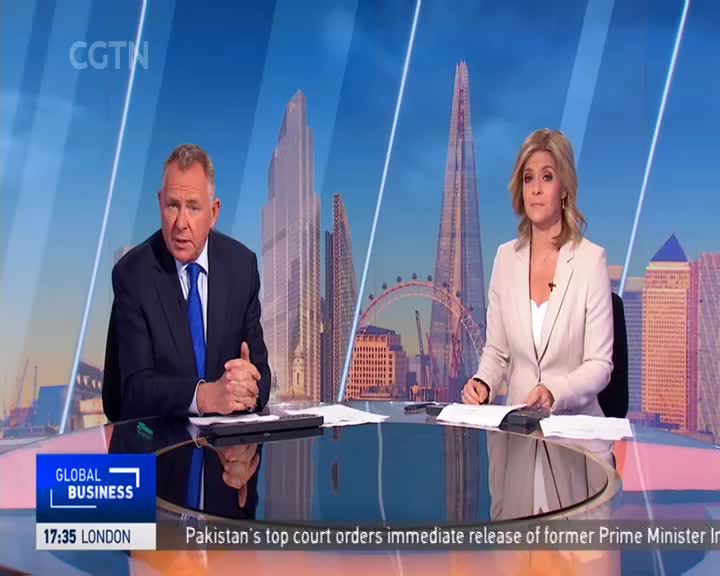 CGTN
GLOBAL
BUSINESS
17:35 LONDON
Pakistan's top court orders immediate release of former Prime Minister